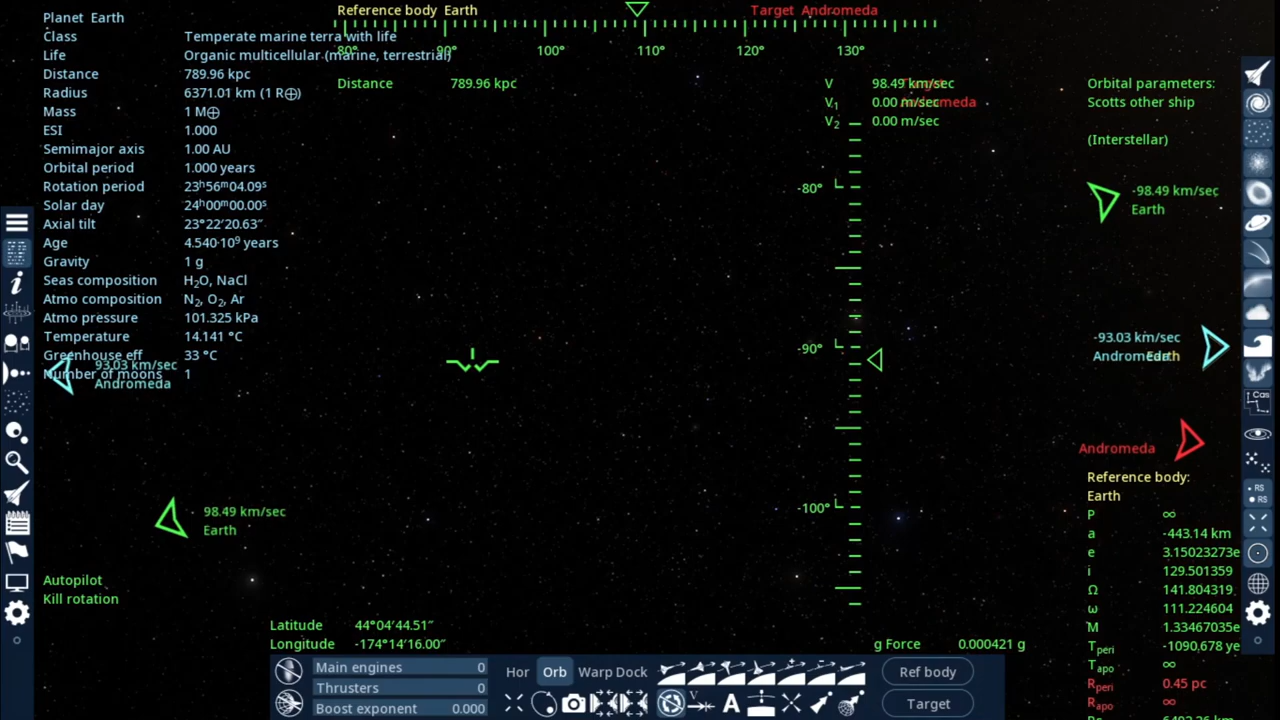 Planet Earth
Class Temperate marine terra with life
Life Organic multicellular (marine, terrestrial)
Distance 789.96 kpc
Radius 6371.01 km (1 R⊕)
Mass 1 M⊕
ESI 1.000
Semimajor axis 1.00 AU
Orbital period 1.000 years
Rotation period 23ʰ56ᵐ04.09ˢ
Solar day 24ʰ00ᵐ00.00ˢ
Axial tilt 23°22′20.63″
Age 4.540·10⁹ years
Gravity 1 g
Seas composition H₂O, NaCl
Atmo composition N₂, O₂, Ar
Atmo pressure 101.325 kPa
Temperature 14.141 °C
Greenhouse eff 33 °C
Number of moons 1
93.03 km/sec
Andromeda
98.49 km/sec
Earth
Autopilot
Kill rotation
Reference body Earth
Target Andromeda
80° 90° 100° 110° 120° 130°
Distance 789.96 kpc
V 98.49 km/sec
V₁ 0.00 m/sec
V₂ 0.00 m/sec
Target
Andromeda
-80°
-90°
-100°
Latitude 44°04′44.51″
Longitude -174°14′16.00″
g Force 0.000421 g
Main engines 0
Thrusters 0
Boost exponent 0.000
Hor Orb Warp Dock
V
A
Ref body
Target
Orbital parameters:
Scotts other ship
(Interstellar)
-98.49 km/sec
Earth
-93.03 km/sec
Andromeda
Earth
Andromeda
Reference body:
Earth
P ∞
a -443.14 km
e 3.15023273e
i 129.501359
Ω 141.804319
ω 111.224604
M 1.33467035e
Tperi -1090.678 ye
Tapo ∞
Rperi 0.45 pc
Rapo ∞
Cas
RS
RS